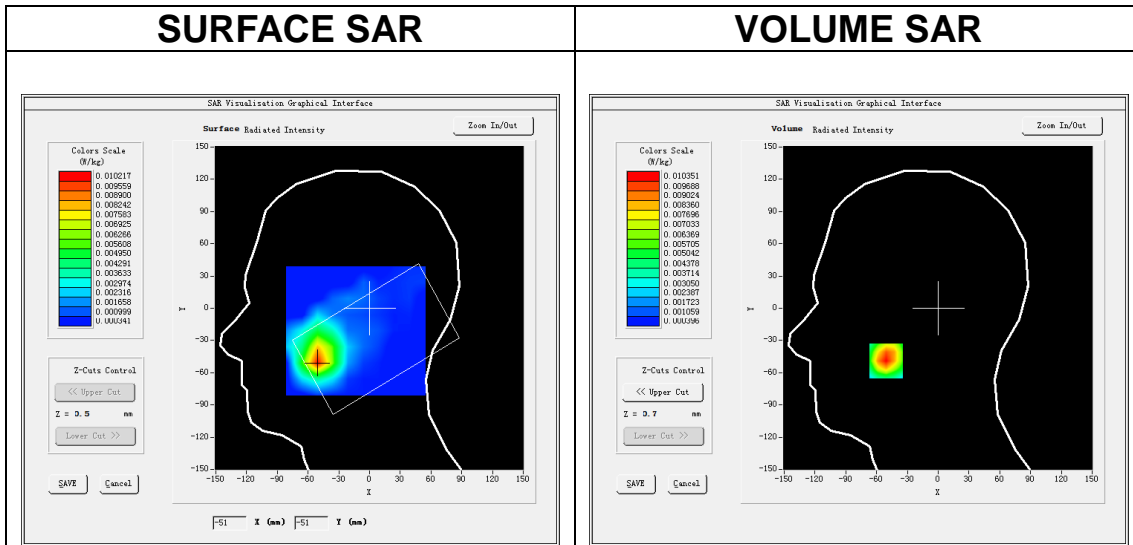 SURFACE SAR
VOLUME SAR
SAR Visualisation Graphical Interface
Surface Radiated Intensity
Zoom In/Out
Colors Scale
(W/kg)
0.010217
0.009559
0.008900
0.008242
0.007583
0.006925
0.006266
0.005608
0.004950
0.004291
0.003633
0.002974
0.002316
0.001658
0.000999
0.000341
150
120
90
60
30
0
-30
-60
-90
-120
-150
Y
-150 -120 -90 -60 -30 0 30 60 90 120 150
X
Z-Cuts Control
<< Upper Cut
Z = 0.5 mm
Lower Cut >>
SAVE Cancel
-51 X (mm) -51 Y (mm)
SAR Visualisation Graphical Interface
Volume Radiated Intensity
Zoom In/Out
Colors Scale
(W/kg)
0.010351
0.009688
0.009024
0.008360
0.007696
0.007033
0.006369
0.005705
0.005042
0.004378
0.003714
0.003050
0.002387
0.001723
0.001059
0.000396
150
120
90
60
30
0
-30
-60
-90
-120
-150
Y
-150 -120 -90 -60 -30 0 30 60 90 120 150
X
Z-Cuts Control
<< Upper Cut
Z = 0.7 mm
Lower Cut >>
SAVE Cancel